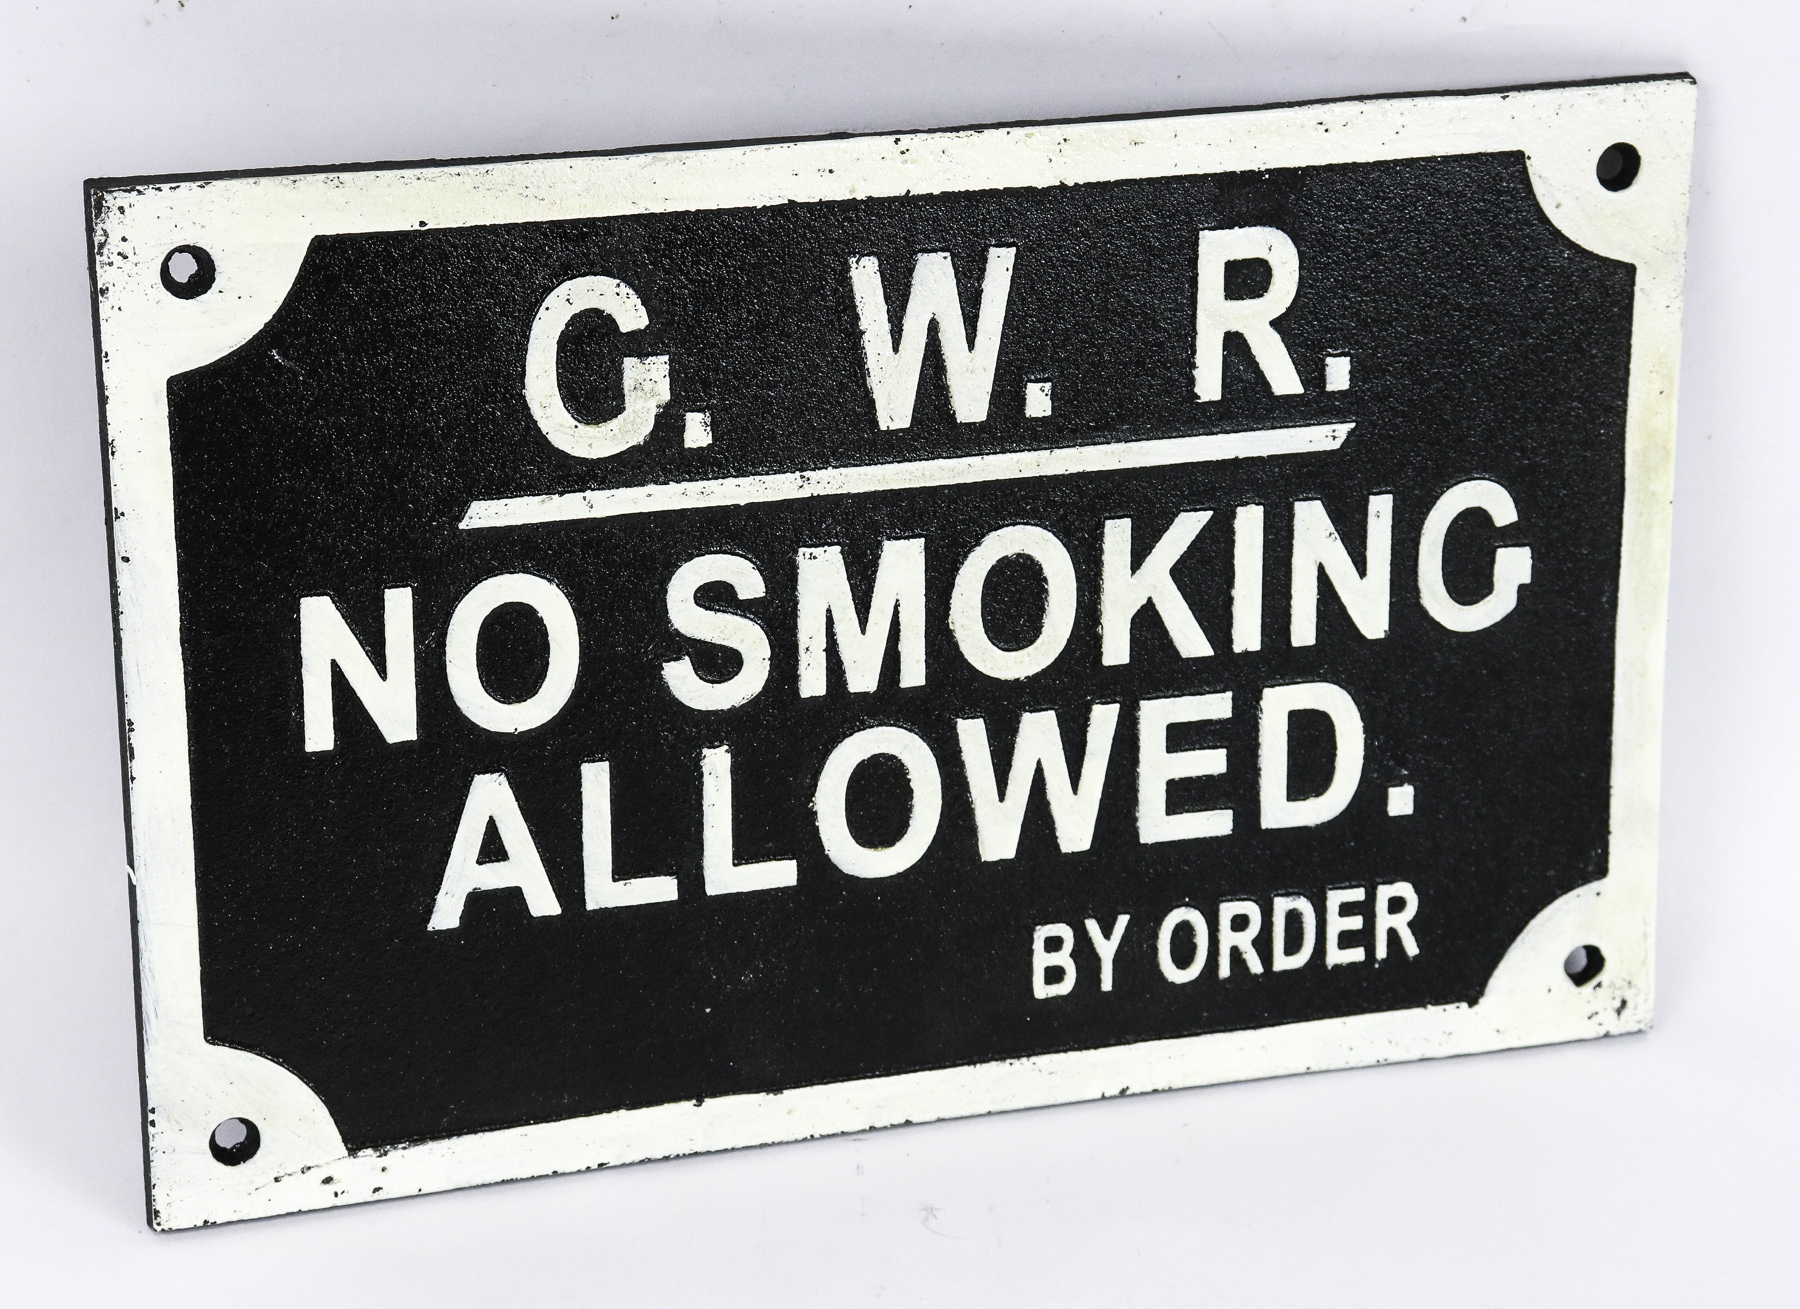 G. W. R.
NO SMOKING
ALLOWED.
BY ORDER